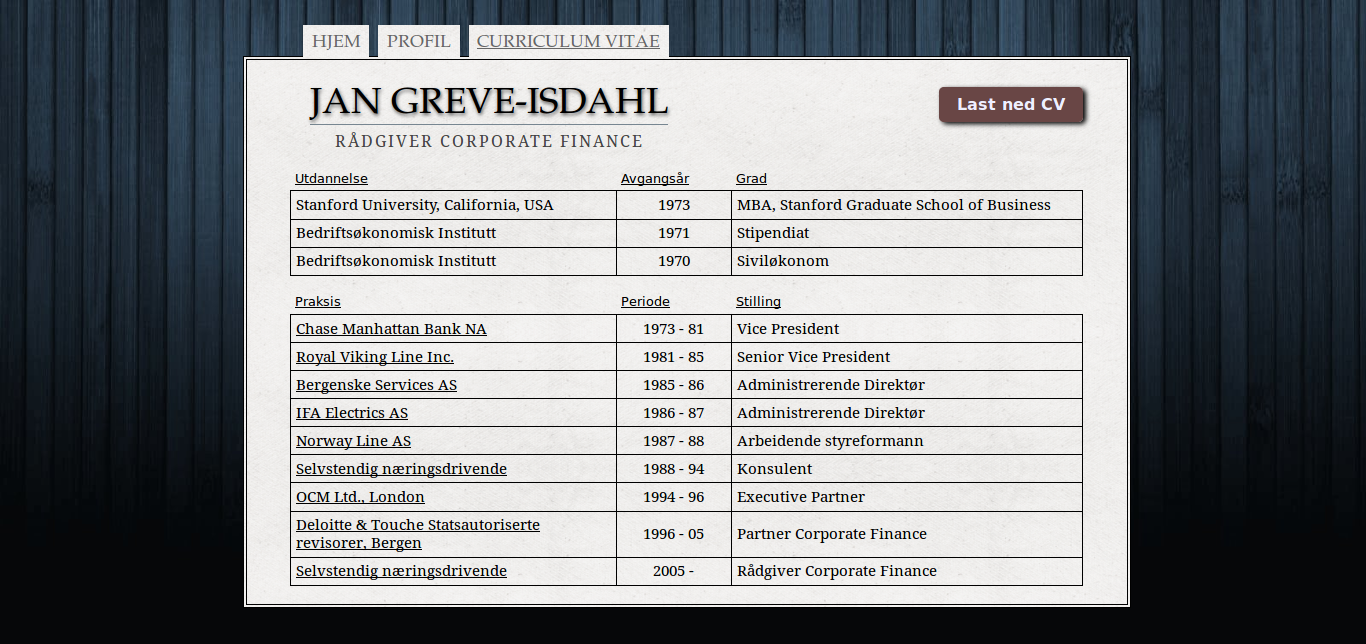 HJEM PROFIL CURRICULUM VITAE
JAN GREVE-ISDAHL
Last ned CV
RÅDGIVER CORPORATE FINANCE
Utdannelse Avgangsår Grad
Stanford University, California, USA 1973 MBA, Stanford Graduate School of Business
Bedriftsøkonomisk Institutt 1971 Stipendiat
Bedriftsøkonomisk Institutt 1970 Siviløkonom
Praksis Periode Stilling
Chase Manhattan Bank NA 1973 - 81 Vice President
Royal Viking Line Inc. 1981 - 85 Senior Vice President
Bergenske Services AS 1985 - 86 Administrerende Direktør
IFA Electrics AS 1986 - 87 Administrerende Direktør
Norway Line AS 1987 - 88 Arbeidende styreformann
Selvstendig næringsdrivende 1988 - 94 Konsulent
OCM Ltd., London 1994 - 96 Executive Partner
Deloitte & Touche Statsautoriserte
revisorer, Bergen 1996 - 05 Partner Corporate Finance
Selvstendig næringsdrivende 2005 - Rådgiver Corporate Finance